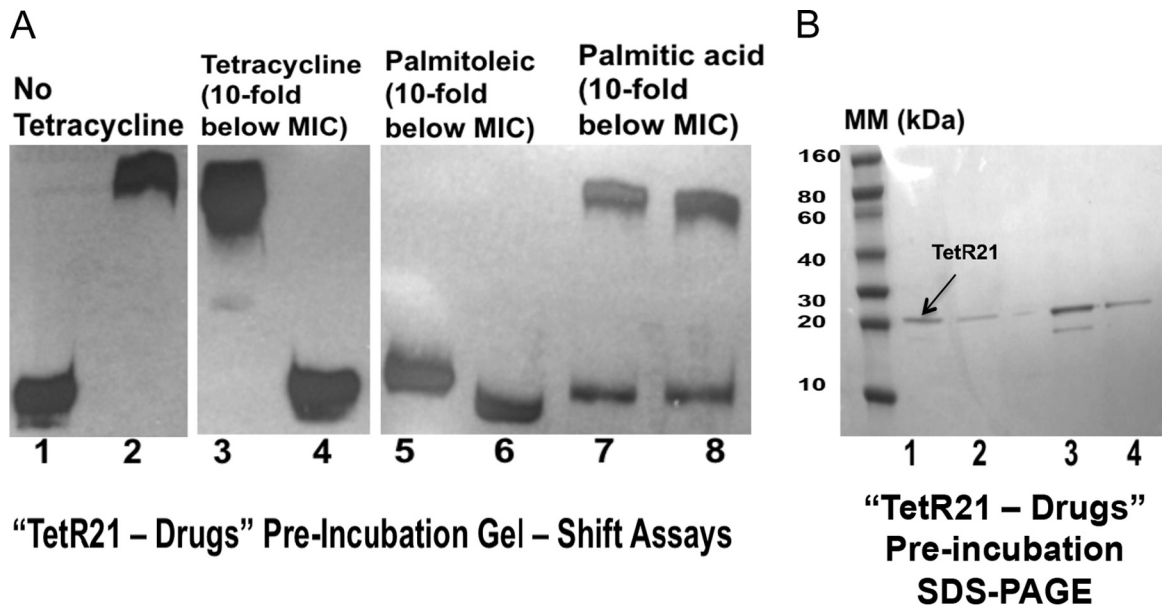 A
No
Tetracycline
Tetracycline
(10-fold
below MIC)
Palmitoleic
(10-fold
below MIC)
Palmitic acid
(10-fold
below MIC)
1 2 3 4 5 6 7 8
“TetR21 – Drugs” Pre-Incubation Gel – Shift Assays
B
MM (kDa)
160
80
60
40
30
20
10
TetR21
1 2 3 4
“TetR21 – Drugs”
Pre-incubation
SDS-PAGE